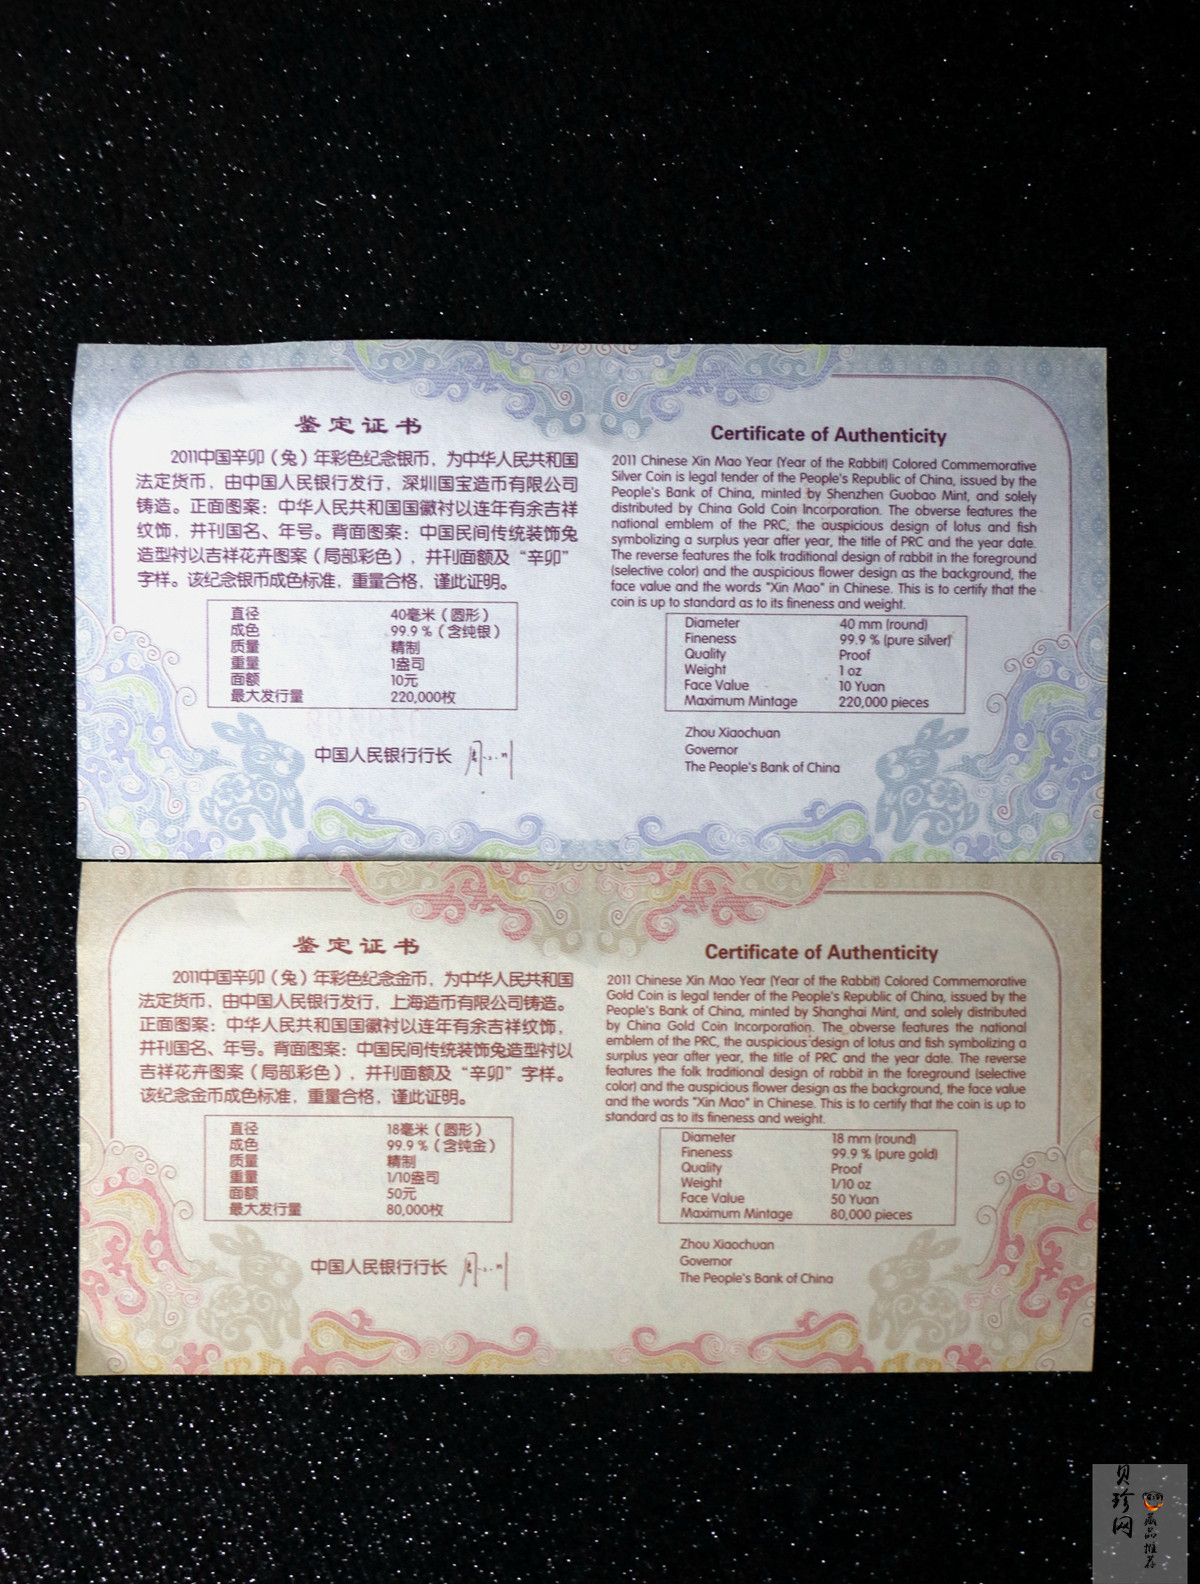 鉴定证书
2011中国辛卯（兔）年彩色纪念银币，为中华人民共和国
法定货币，由中国人民银行发行，深圳国宝造币有限公司
铸造。正面图案：中华人民共和国国徽衬以连年有余吉祥
纹饰，并刊国名、年号。背面图案：中国民间传统装饰兔
造型衬以吉祥花卉图案（局部彩色），并刊面额及“辛卯”
字样。该纪念银币成色标准，重量合格，谨此证明。
直径 40毫米（圆形）
成色 99.9％（含纯银）
质量 精制
重量 1盎司
面额 10元
最大发行量 220,000枚
中国人民银行行长
Certificate of Authenticity
2011 Chinese Xin Mao Year (Year of the Rabbit) Colored Commemorative
Silver Coin is legal tender of the People's Republic of China, issued by the
People's Bank of China, minted by Shenzhen Guobao Mint, and solely
distributed by China Gold Coin Incorporation. The obverse features the
national emblem of the PRC, the auspicious design of lotus and fish
symbolizing a surplus year after year, the title of PRC and the year date.
The reverse features the folk traditional design of rabbit in the foreground
(selective color) and the auspicious flower design as the background, the
face value and the words "Xin Mao" in Chinese. This is to certify that the
coin is up to standard as to its fineness and weight.
Diameter 40 mm (round)
Fineness 99.9 % (pure silver)
Quality Proof
Weight 1 oz
Face Value 10 Yuan
Maximum Mintage 220,000 pieces
Zhou Xiaochuan
Governor
The People's Bank of China
鉴定证书
2011中国辛卯（兔）年彩色纪念金币，为中华人民共和国
法定货币，由中国人民银行发行，上海造币有限公司铸造。
正面图案：中华人民共和国国徽衬以连年有余吉祥纹饰，
并刊国名、年号。背面图案：中国民间传统装饰兔造型衬以
吉祥花卉图案（局部彩色），并刊面额及“辛卯”字样。
该纪念金币成色标准，重量合格，谨此证明。
直径 18毫米（圆形）
成色 99.9％（含纯金）
质量 精制
重量 1/10盎司
面额 50元
最大发行量 80,000枚
中国人民银行行长
Certificate of Authenticity
2011 Chinese Xin Mao Year (Year of the Rabbit) Colored Commemorative
Gold Coin is legal tender of the People's Republic of China, issued by the
People's Bank of China, minted by Shanghai Mint, and solely distributed
by China Gold Coin Incorporation. The obverse features the national
emblem of the PRC, the auspicious design of lotus and fish symbolizing a
surplus year after year, the title of PRC and the year date. The reverse
features the folk traditional design of rabbit in the foreground (selective
color) and the auspicious flower design as the background, the face value
and the words "Xin Mao" in Chinese. This is to certify that the coin is up to
standard as to its fineness and weight.
Diameter 18 mm (round)
Fineness 99.9 % (pure gold)
Quality Proof
Weight 1/10 oz
Face Value 50 Yuan
Maximum Mintage 80,000 pieces
Zhou Xiaochuan
Governor
The People's Bank of China
贝珍网
藏品推荐